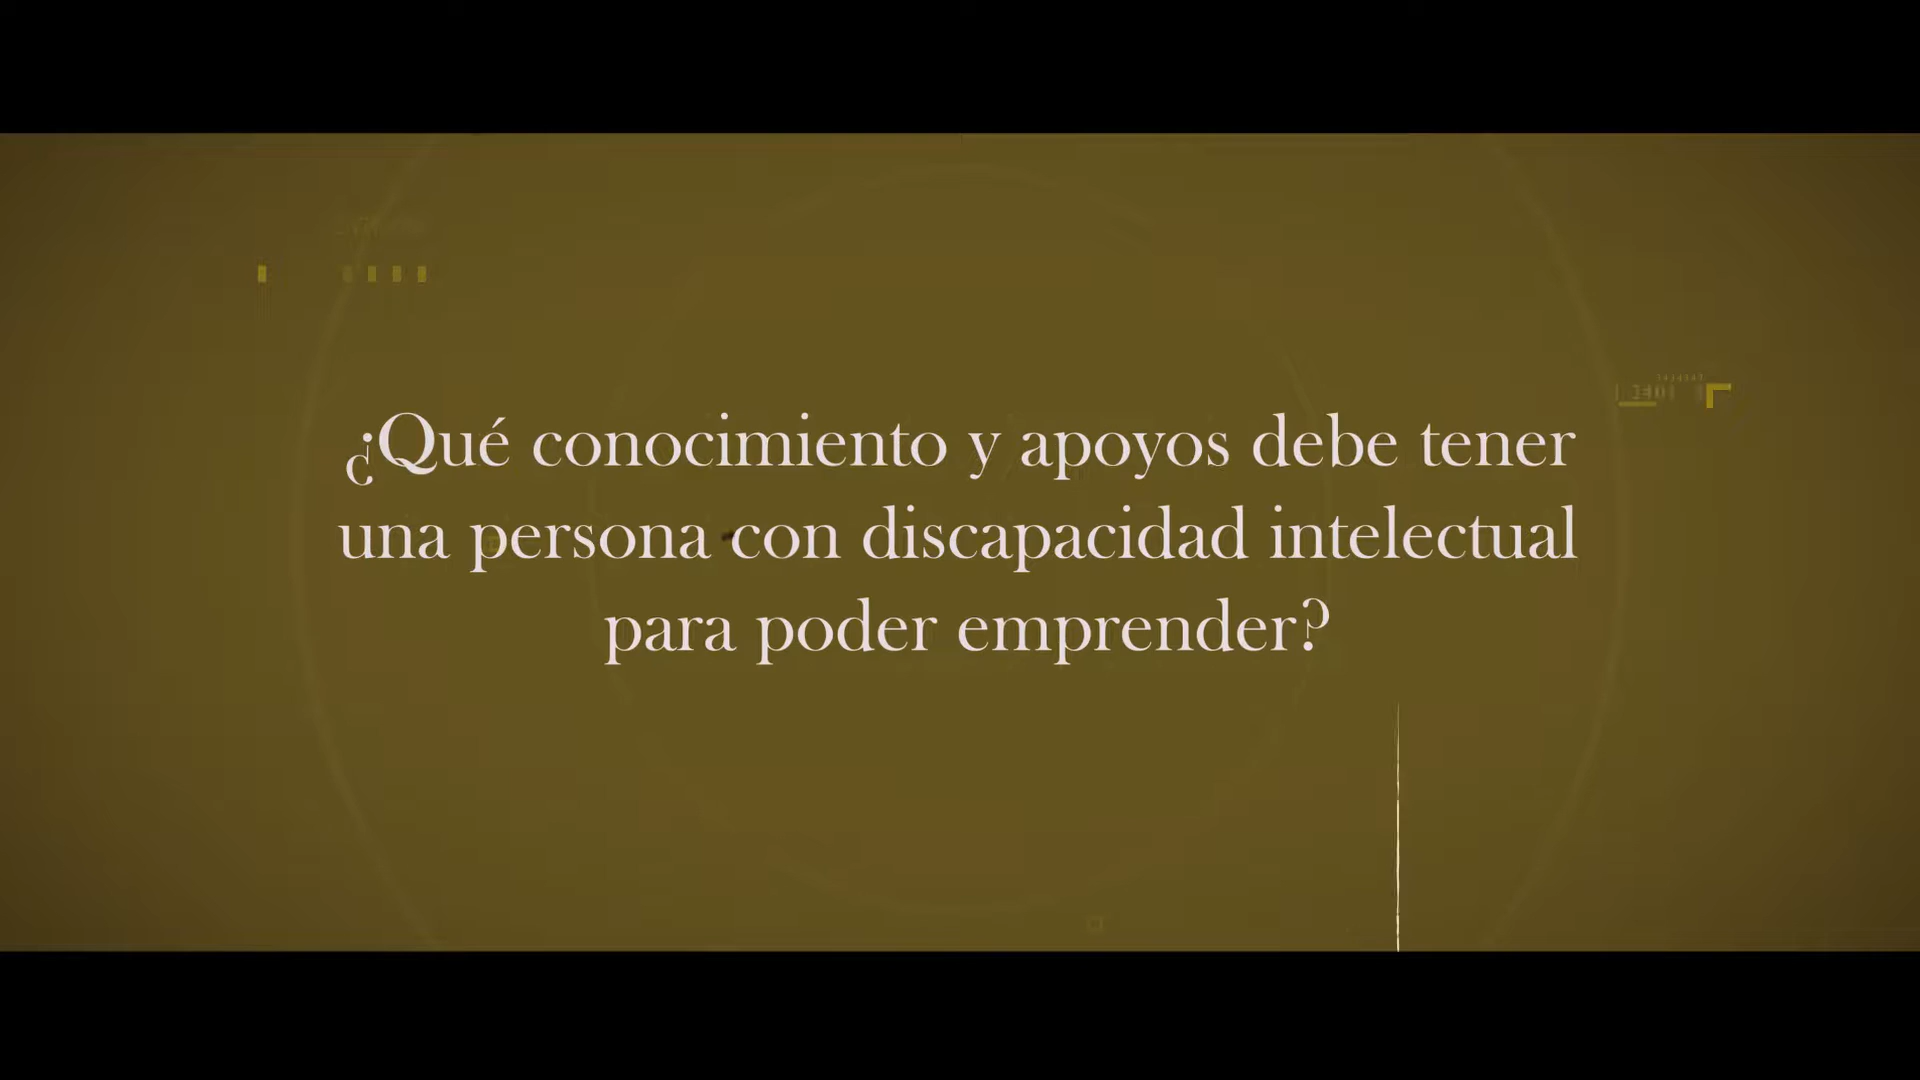 ¿Qué conocimiento y apoyos debe tener
una persona con discapacidad intelectual
para poder emprender?